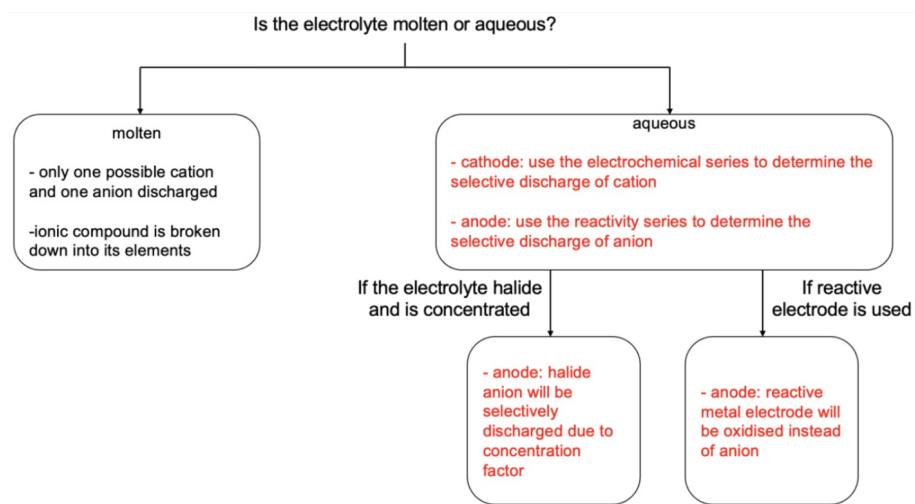 Is the electrolyte molten or aqueous?
molten
- only one possible cation
and one anion discharged
-ionic compound is broken
down into its elements
aqueous
- cathode: use the electrochemical series to determine the
selective discharge of cation
- anode: use the reactivity series to determine the
selective discharge of anion
If the electrolyte halide
and is concentrated
If reactive
electrode is used
- anode: halide
anion will be
selectively
discharged due to
concentration
factor
- anode: reactive
metal electrode will
be oxidised instead
of anion